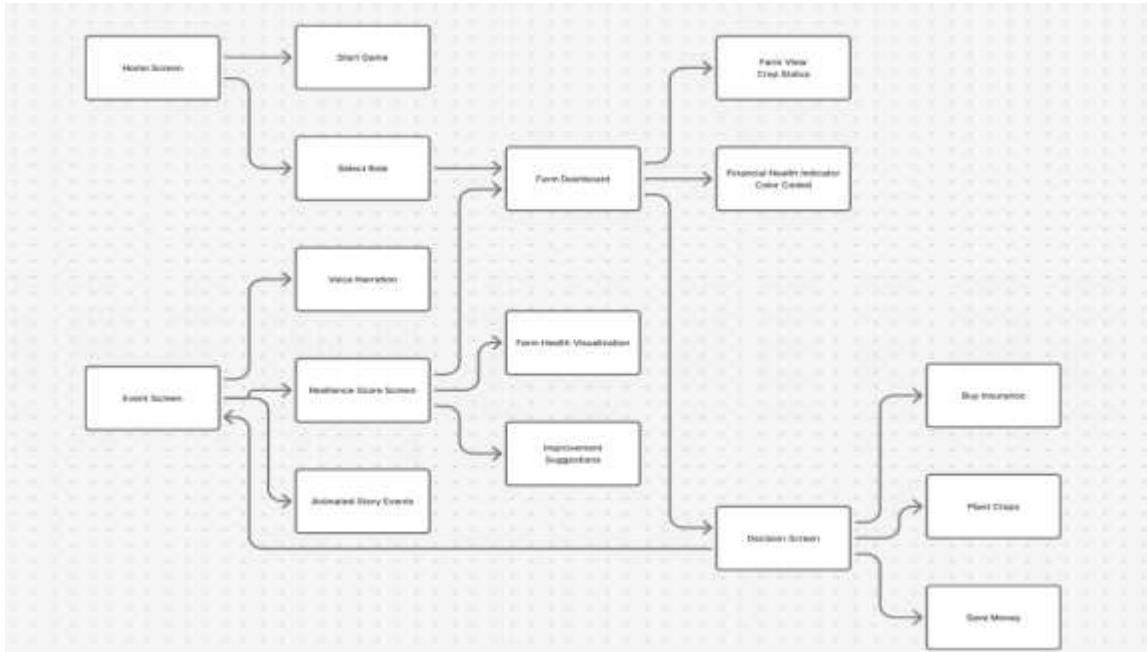 Home Screen
Start Game
Select Role
Farm Dashboard
Farm View
Crop Status
Financial Health Indicator
Color Coded
Voice Narration
Event Screen
Resilience Score Screen
Farm Health Visualization
Improvement
Suggestions
Animated Story Events
Decision Screen
Buy Insurance
Plant Crops
Save Money